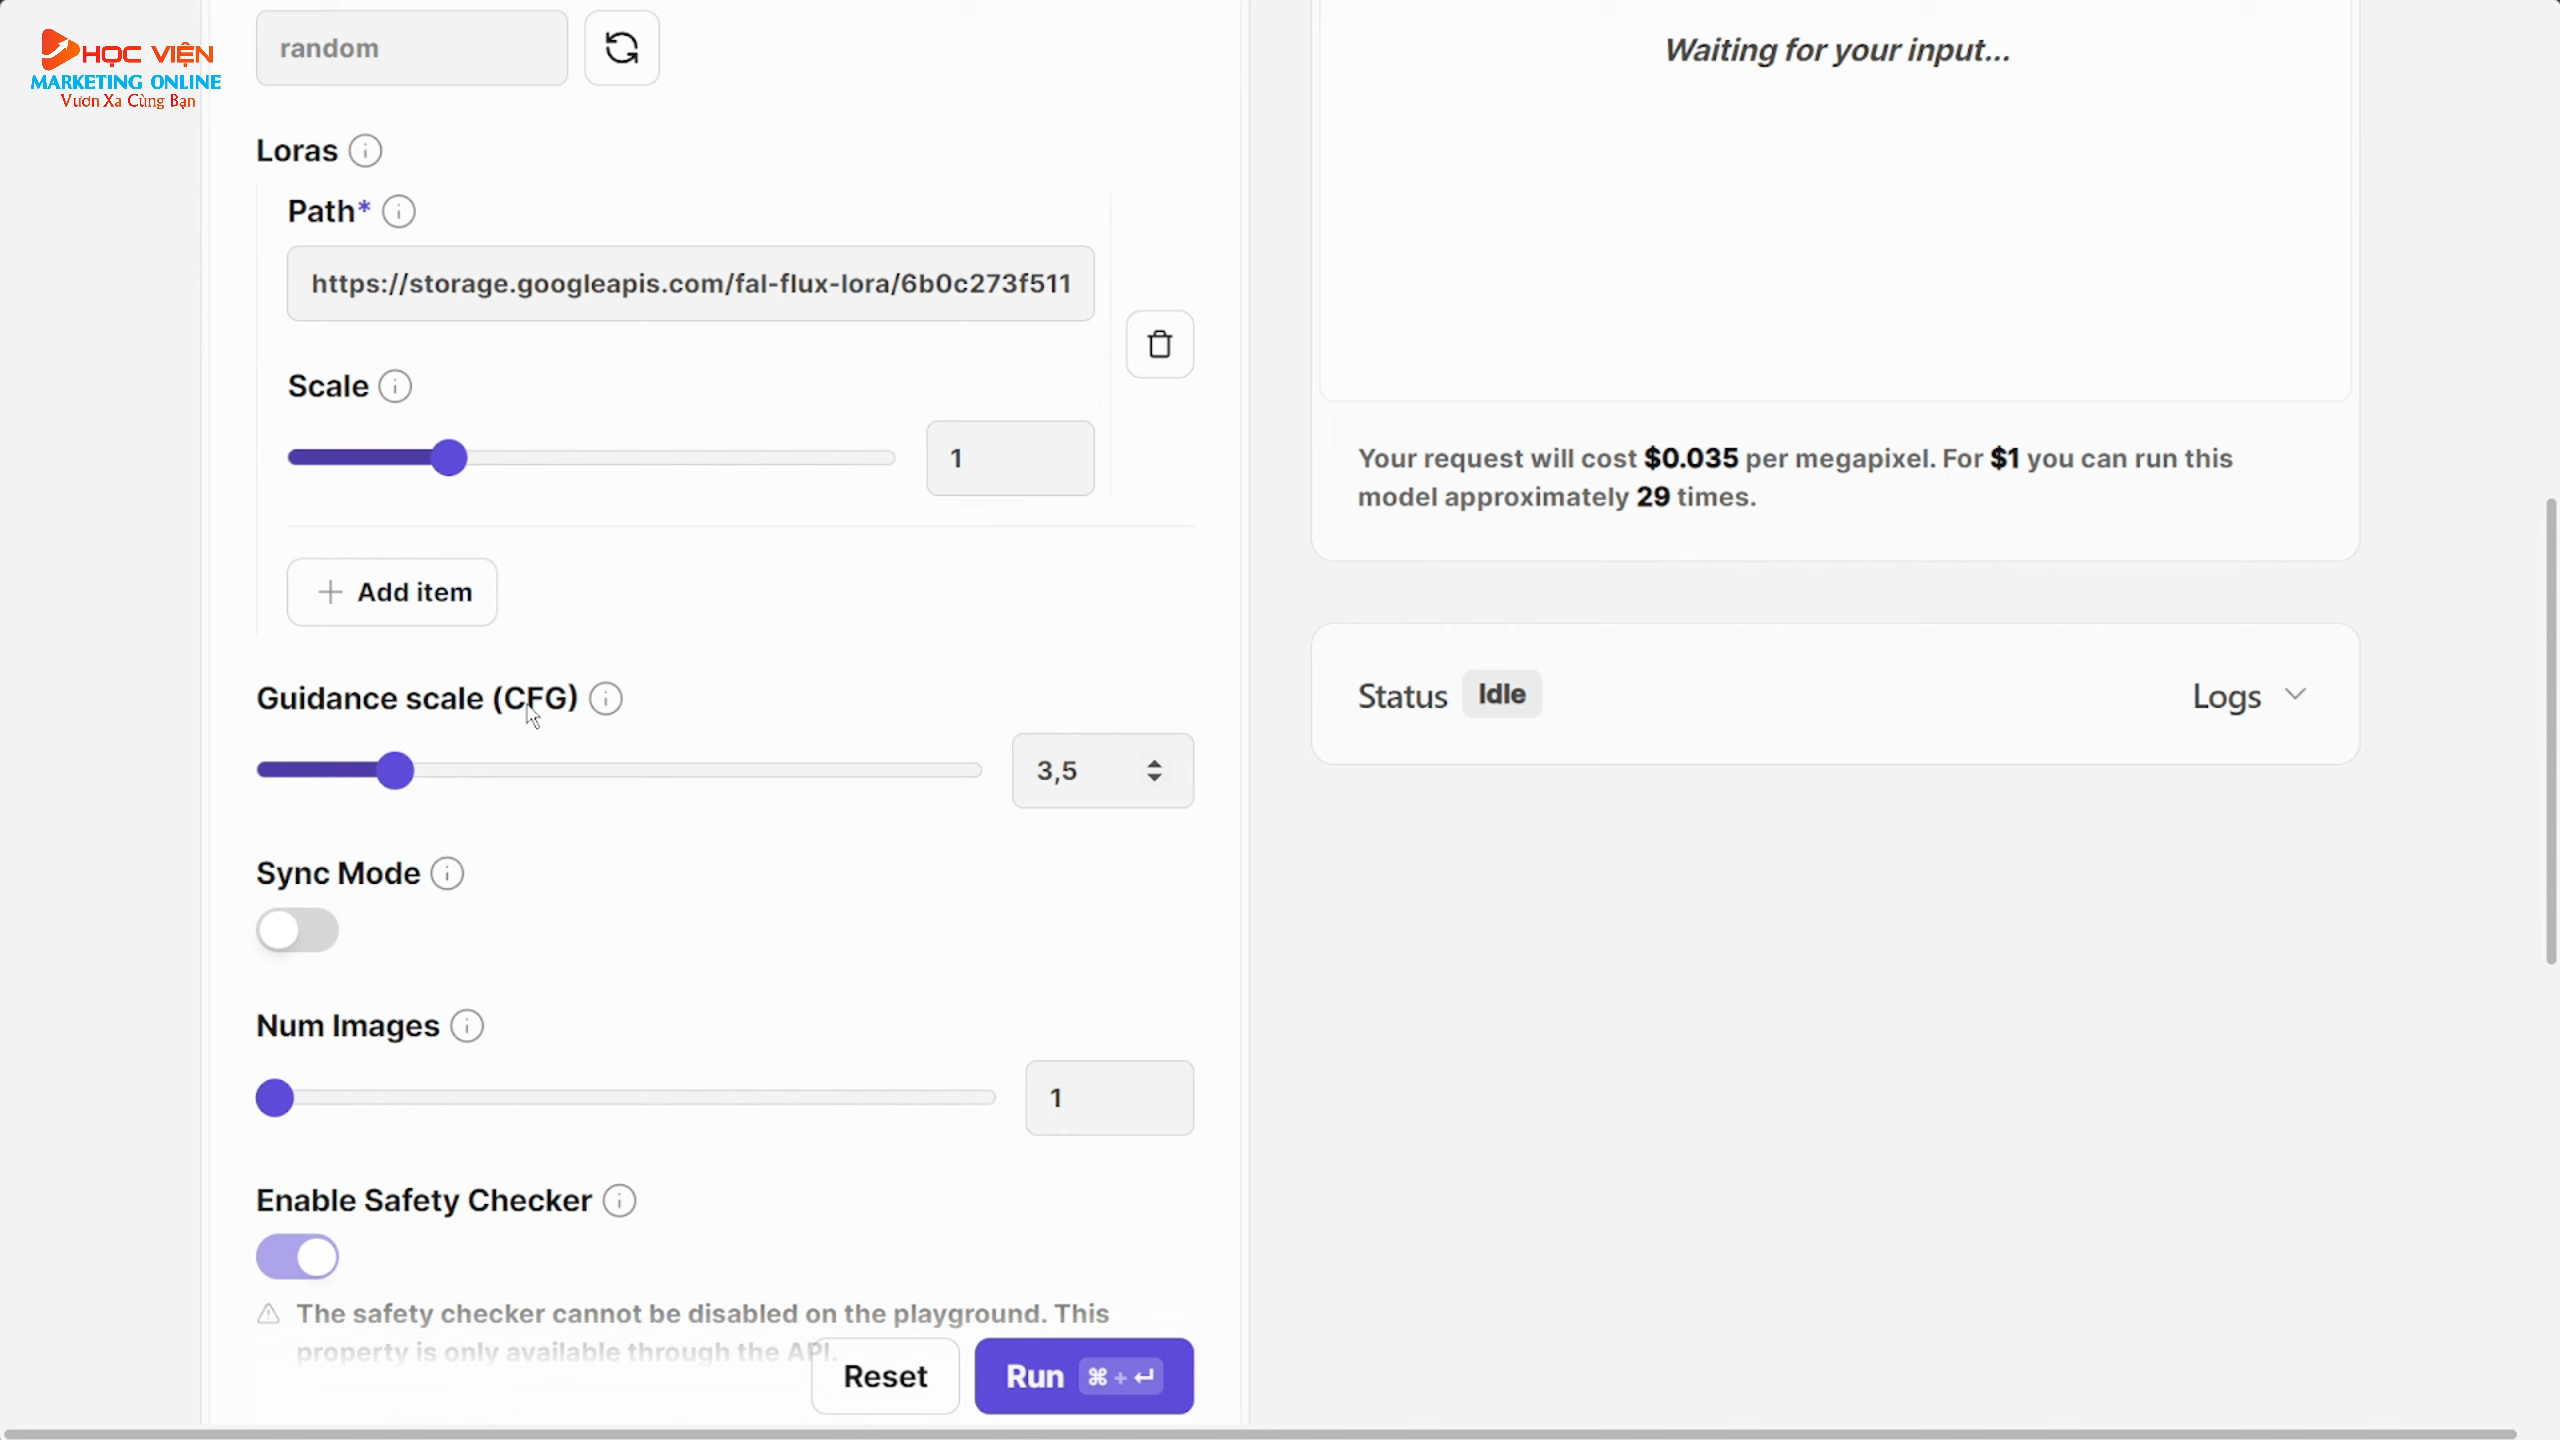 HỌC VIỆN
MARKETING ONLINE
Vươn Xa Cùng Bạn
random
Loras
Path*
https://storage.googleapis.com/fal-flux-lora/6b0c273f511
Scale
1
Add item
Guidance scale (CFG)
3,5
Sync Mode
Num Images
1
Enable Safety Checker
The safety checker cannot be disabled on the playground. This
property is only available through the API.
Reset
Run ⌘ + ↵
Waiting for your input...
Your request will cost $0.035 per megapixel. For $1 you can run this
model approximately 29 times.
Status Idle
Logs